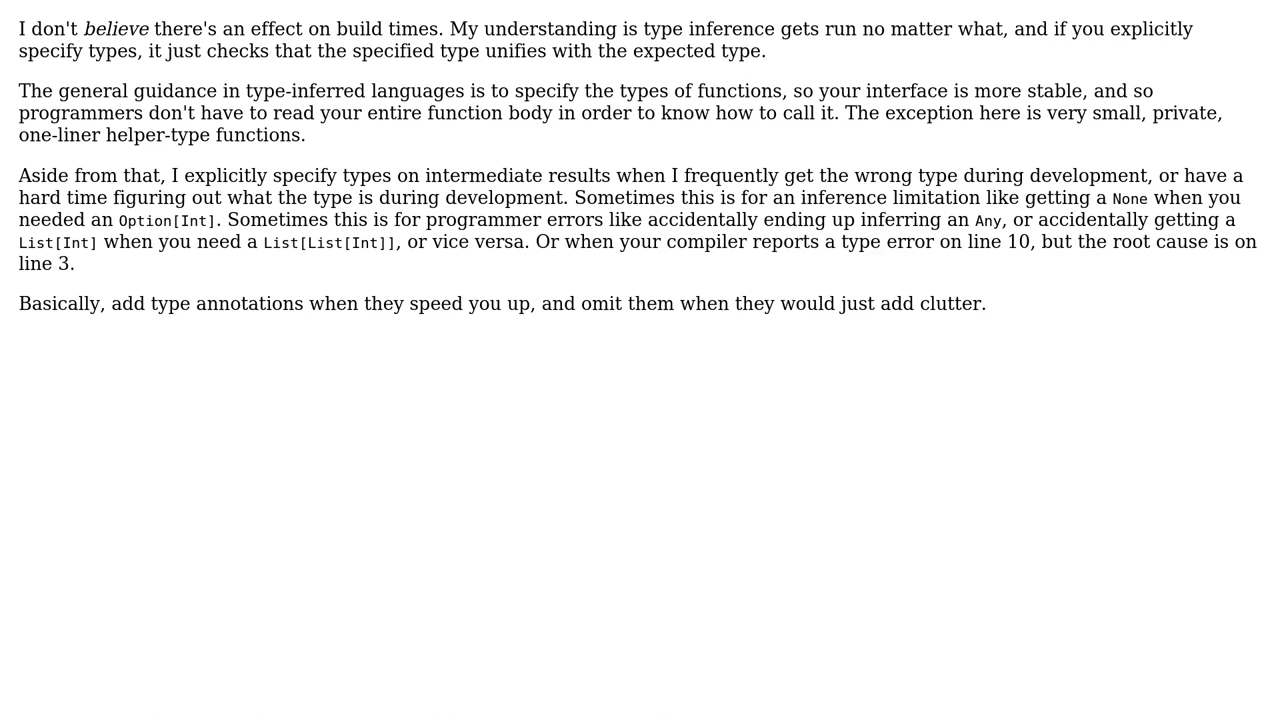 I don't believe there's an effect on build times. My understanding is type inference gets run no matter what, and if you explicitly
specify types, it just checks that the specified type unifies with the expected type.
The general guidance in type-inferred languages is to specify the types of functions, so your interface is more stable, and so
programmers don't have to read your entire function body in order to know how to call it. The exception here is very small, private,
one-liner helper-type functions.
Aside from that, I explicitly specify types on intermediate results when I frequently get the wrong type during development, or have a
hard time figuring out what the type is during development. Sometimes this is for an inference limitation like getting a None when you
needed an Option[Int]. Sometimes this is for programmer errors like accidentally ending up inferring an Any, or accidentally getting a
List[Int] when you need a List[List[Int]], or vice versa. Or when your compiler reports a type error on line 10, but the root cause is on
line 3.
Basically, add type annotations when they speed you up, and omit them when they would just add clutter.